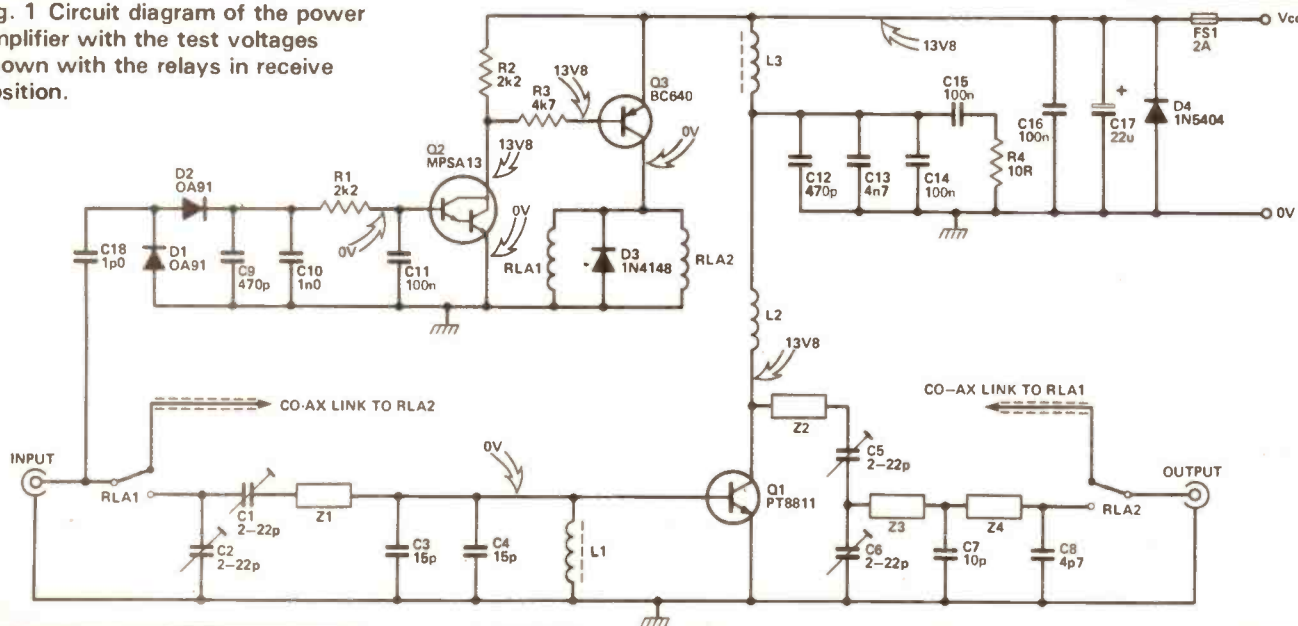 g. 1 Circuit diagram of the power
mplifier with the test voltages
own with the relays in receive
osition.
R2
2k2
R3
4k7
13V8
Q3
BC640
0V
Q2
MPSA13
13V8
0V
D2
OA91
R1
2k2
0V
C18
1p0
D1
OA91
C9
470p
C10
1n0
C11
100n
RLA1
D3
1N4148
RLA2
L3
13V8
FS1
2A
Vcc
C15
100n
R4
10R
C12
470p
C13
4n7
C14
100n
C16
100n
+
C17
22u
D4
1N5404
0V
L2
13V8
CO-AX LINK TO RLA2
CO–AX LINK TO RLA1
INPUT
RLA1
C1
2–22p
C2
2–22p
Z1
C3
15p
C4
15p
0V
L1
Q1
PT8811
Z2
C5
2–22p
C6
2–22p
Z3
C7
10p
Z4
C8
4p7
RLA2
OUTPUT